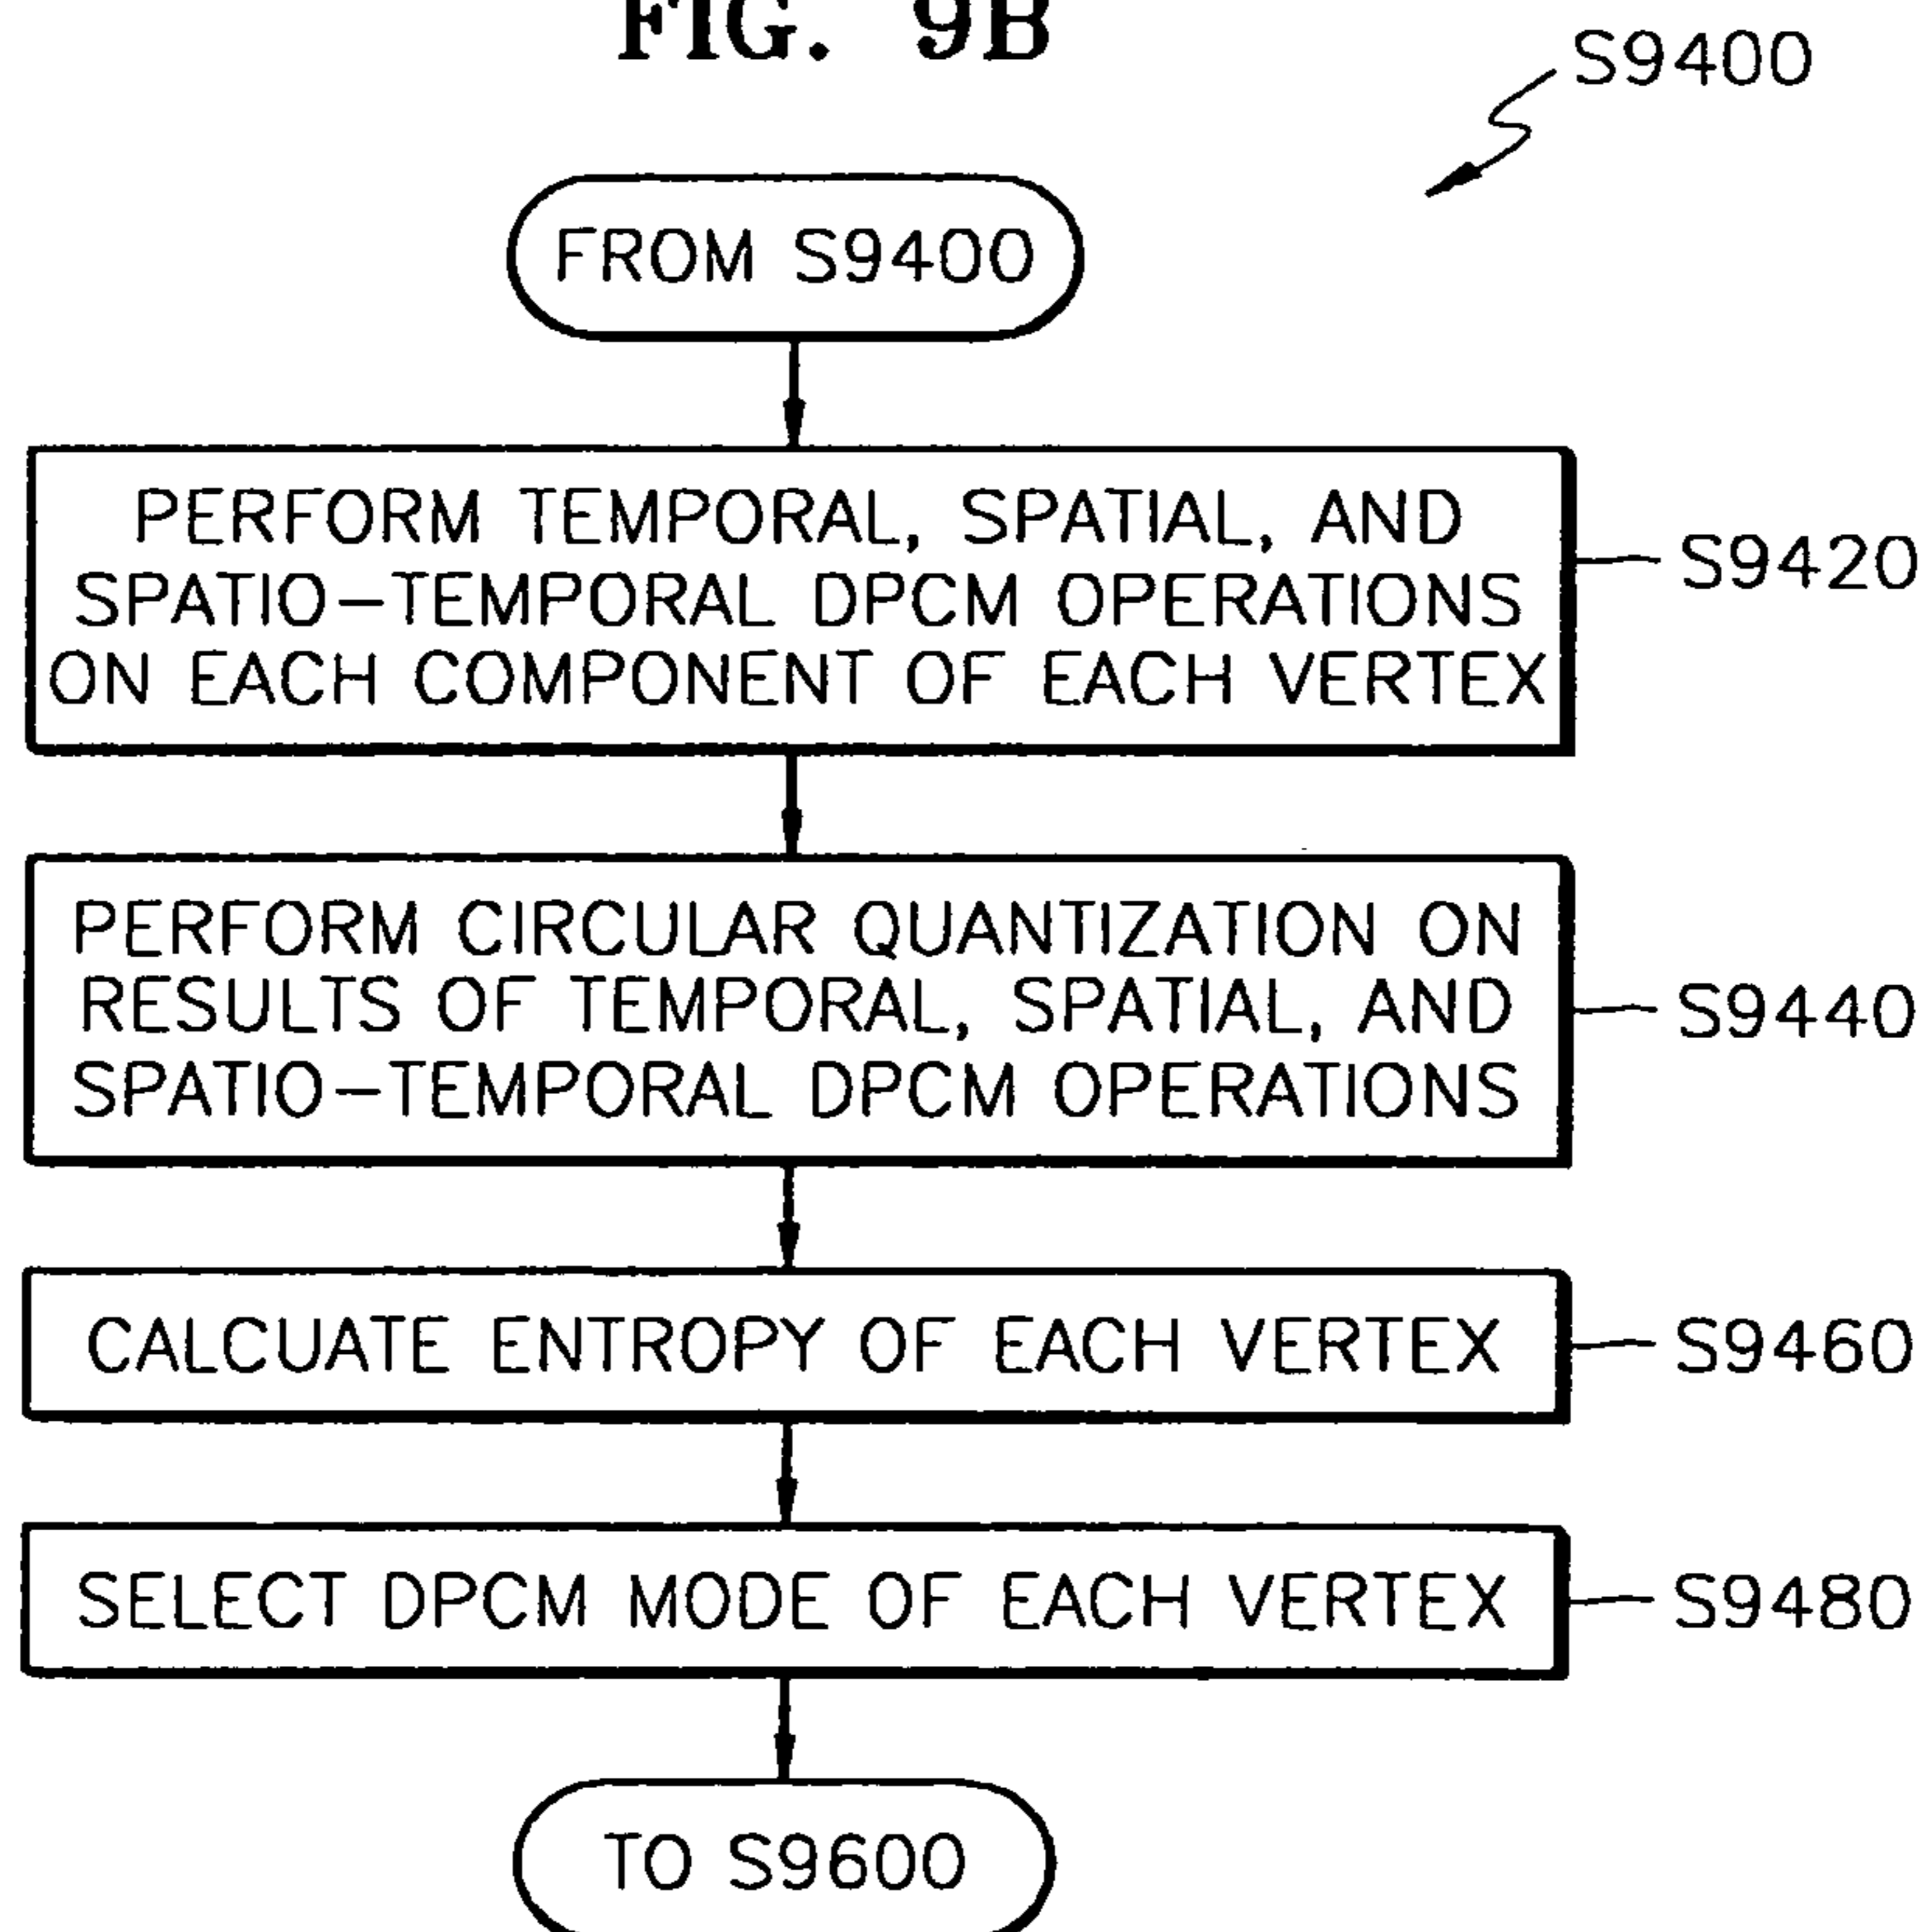 FIG. 9B
S9400
FROM S9400
PERFORM TEMPORAL, SPATIAL, AND
SPATIO-TEMPORAL DPCM OPERATIONS
ON EACH COMPONENT OF EACH VERTEX
S9420
PERFORM CIRCULAR QUANTIZATION ON
RESULTS OF TEMPORAL, SPATIAL, AND
SPATIO-TEMPORAL DPCM OPERATIONS
S9440
CALCUATE ENTROPY OF EACH VERTEX
S9460
SELECT DPCM MODE OF EACH VERTEX
S9480
TO S9600